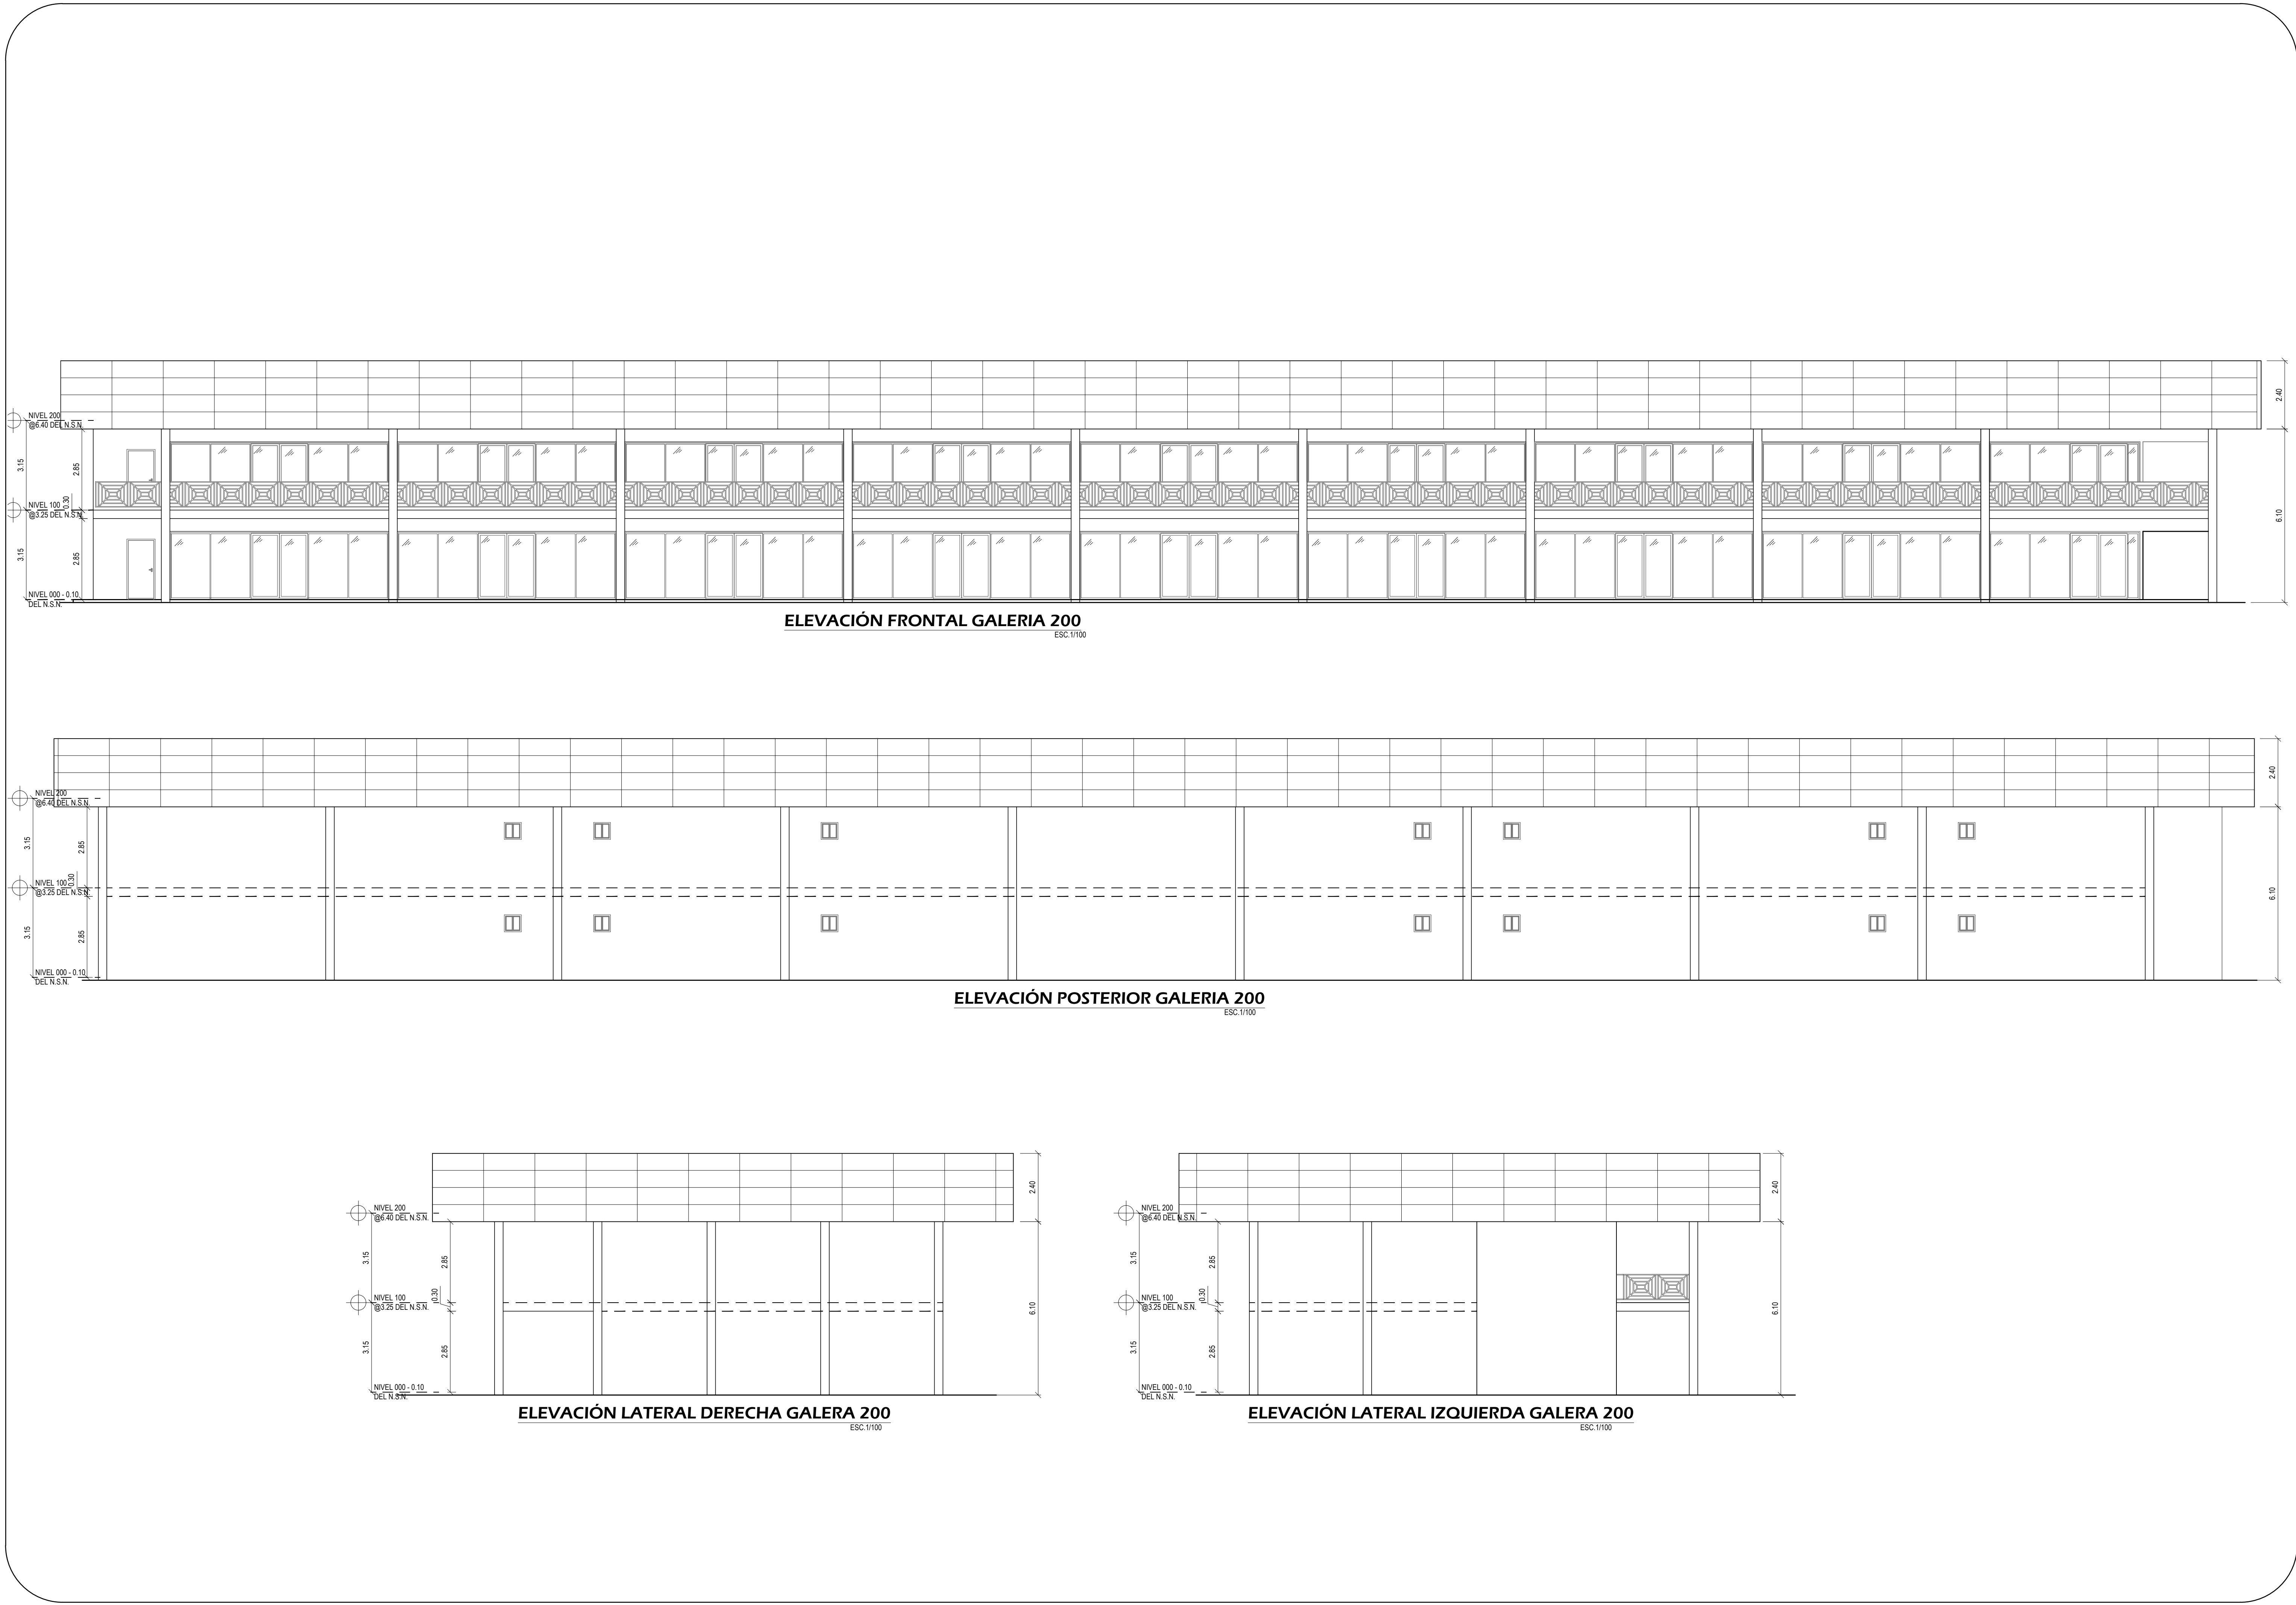 NIVEL 200
@6.40 DEL N.S.N.
2.40
3.15
2.85
0.30
NIVEL 100
@3.25 DEL N.S.N.
6.10
3.15
2.85
NIVEL 000 - 0.10
DEL N.S.N.
ELEVACIÓN FRONTAL GALERIA 200
ESC.1/100
NIVEL 200
@6.40 DEL N.S.N.
2.40
3.15
2.85
0.30
NIVEL 100
@3.25 DEL N.S.N.
6.10
3.15
2.85
NIVEL 000 - 0.10
DEL N.S.N.
ELEVACIÓN POSTERIOR GALERIA 200
ESC.1/100
NIVEL 200
@6.40 DEL N.S.N.
2.40
3.15
2.85
0.30
NIVEL 100
@3.25 DEL N.S.N.
6.10
3.15
2.85
NIVEL 000 - 0.10
DEL N.S.N.
ELEVACIÓN LATERAL DERECHA GALERA 200
ESC.1/100
NIVEL 200
@6.40 DEL N.S.N.
2.40
3.15
2.85
0.30
NIVEL 100
@3.25 DEL N.S.N.
6.10
3.15
2.85
NIVEL 000 - 0.10
DEL N.S.N.
ELEVACIÓN LATERAL IZQUIERDA GALERA 200
ESC.1/100